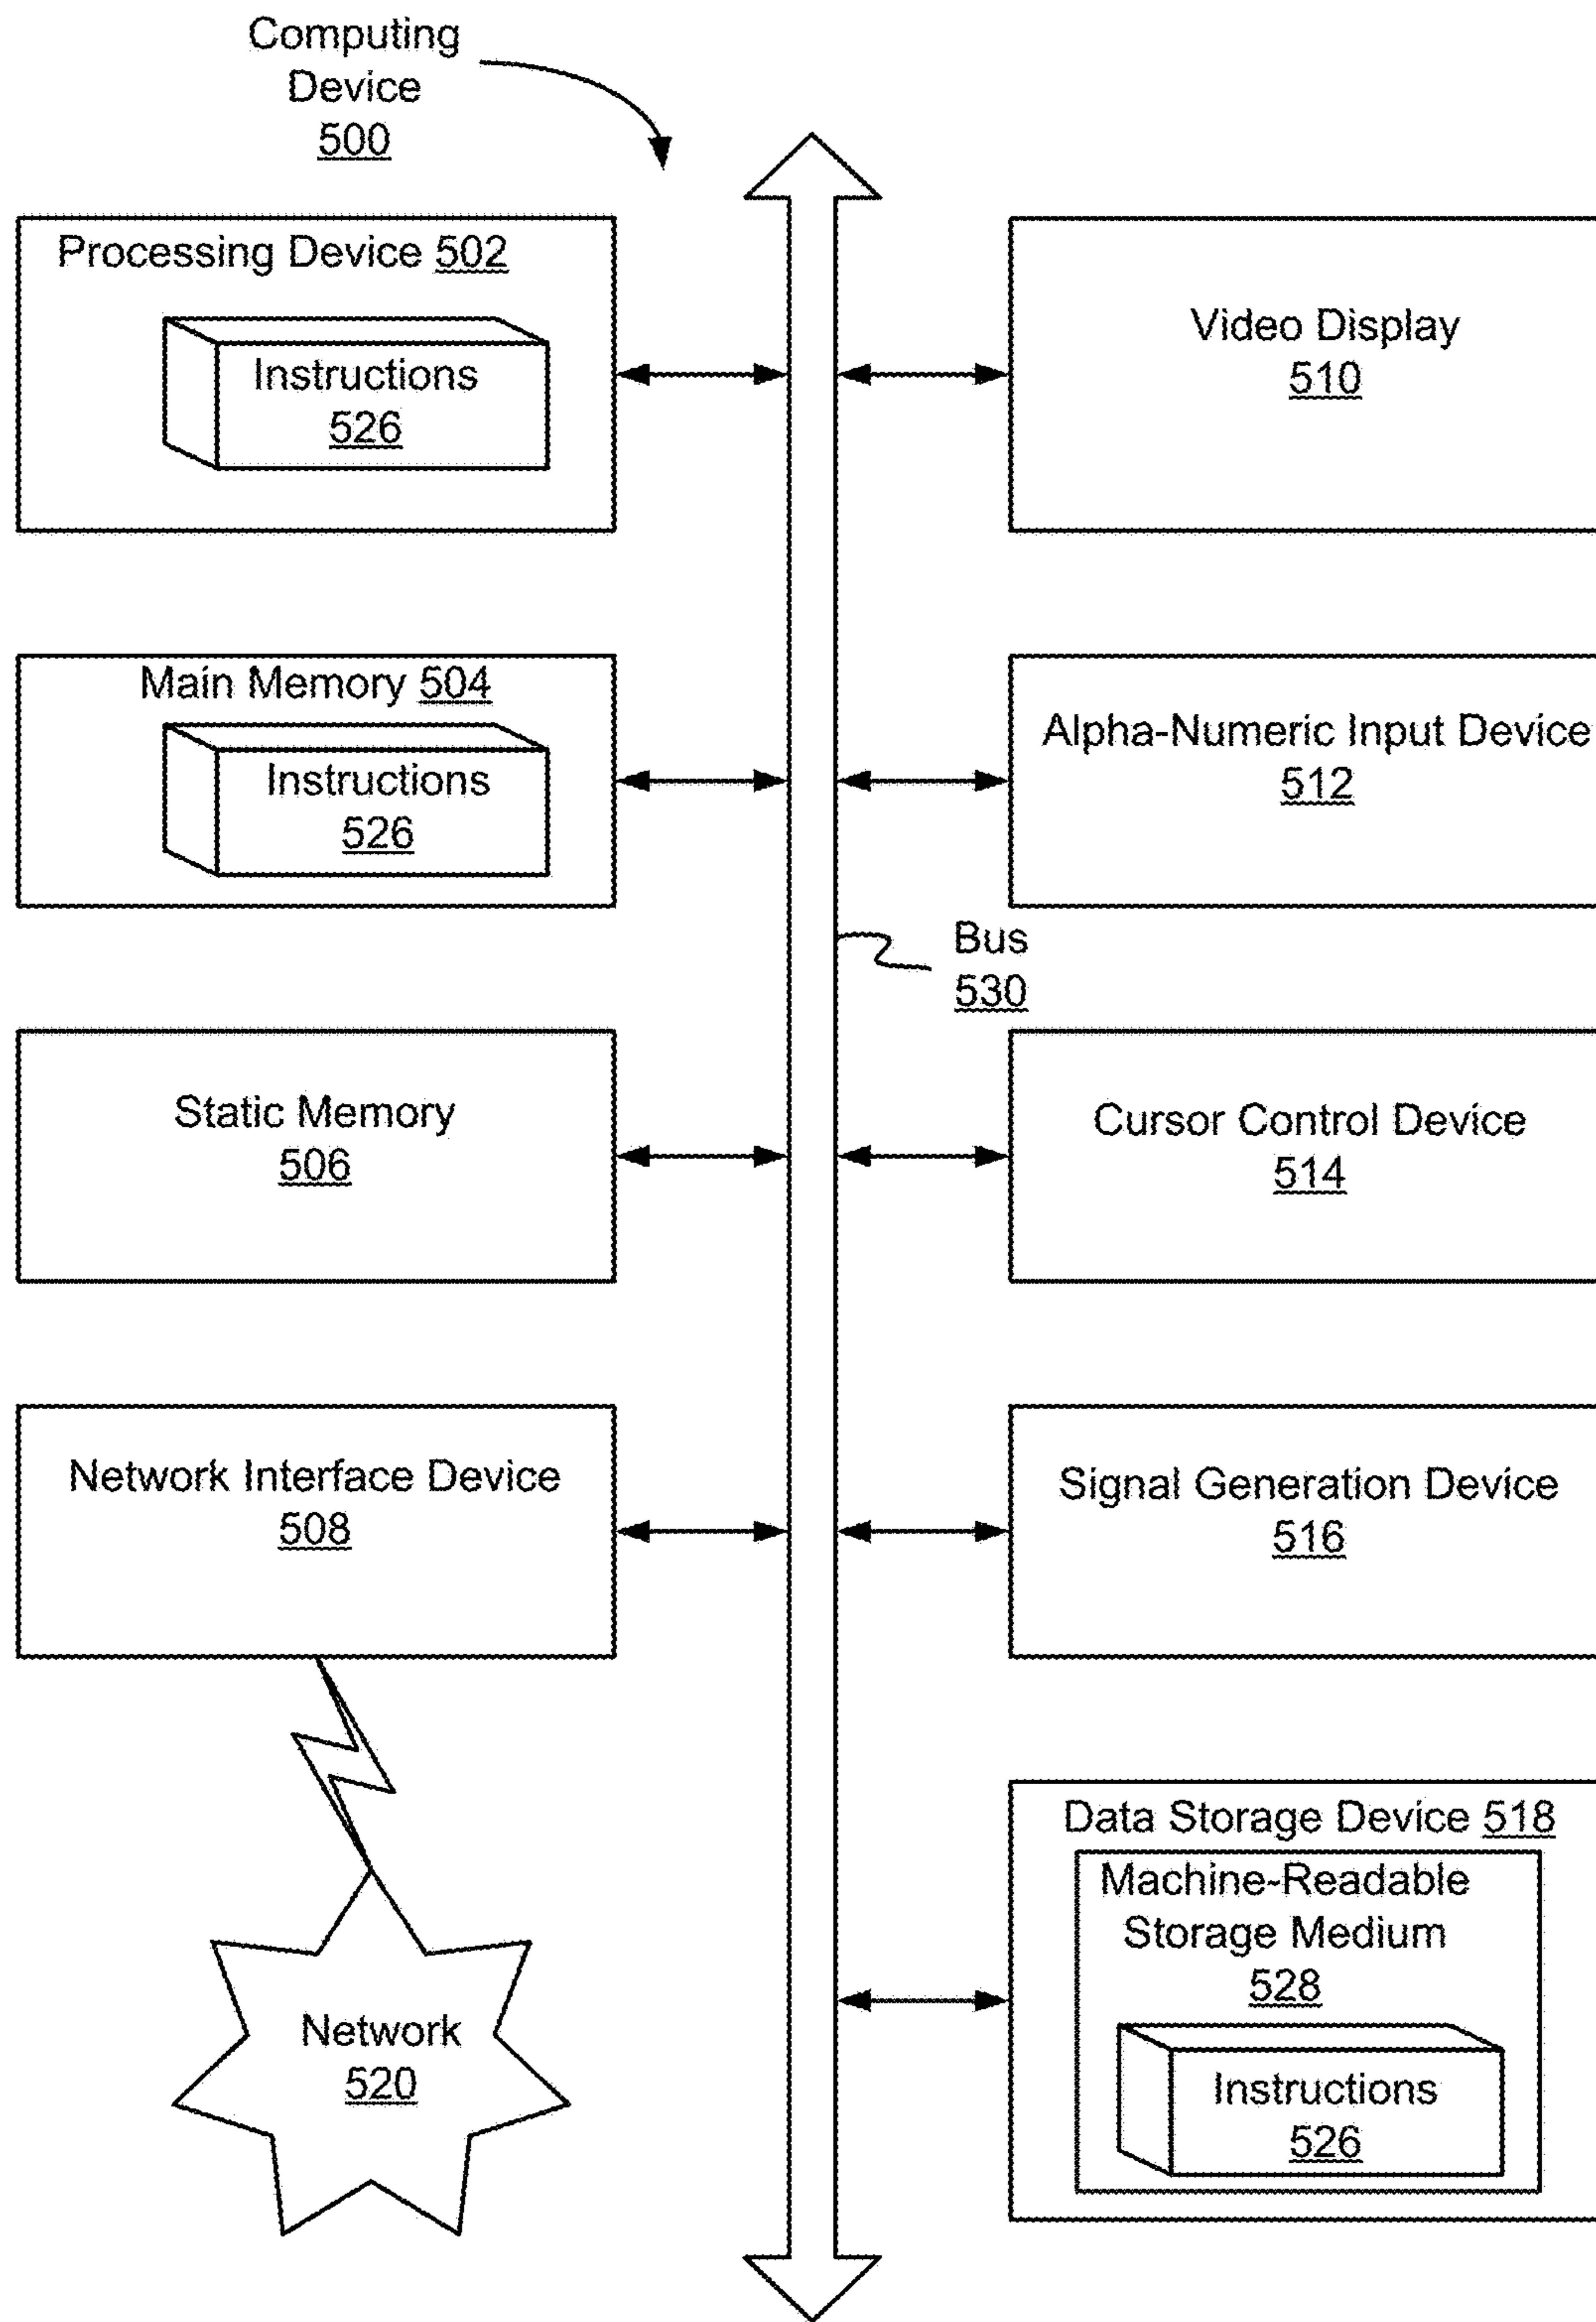 Computing
Device
500
Processing Device 502
Instructions
526
Video Display
510
Main Memory 504
Instructions
526
Alpha-Numeric Input Device
512
Bus
530
Static Memory
506
Cursor Control Device
514
Network Interface Device
508
Signal Generation Device
516
Data Storage Device 518
Machine-Readable
Storage Medium
528
Instructions
526
Network
520